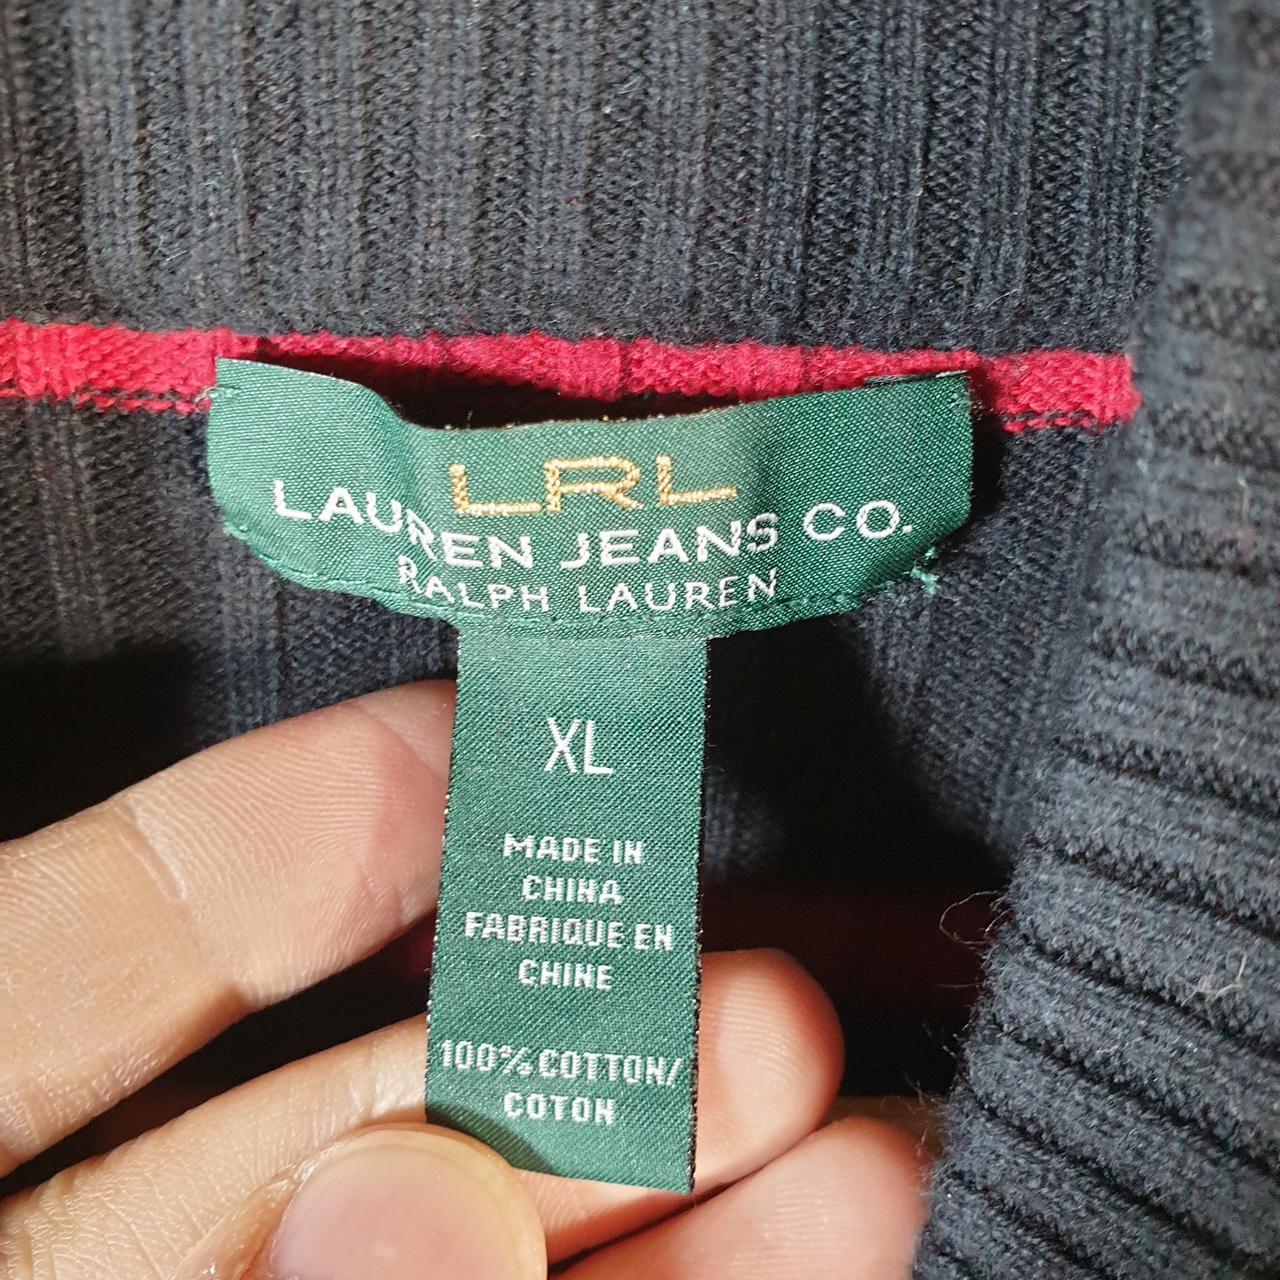 LRL
LAUREN JEANS CO.
RALPH LAUREN
XL
MADE IN
CHINA
FABRIQUE EN
CHINE
100% COTTON/
COTON